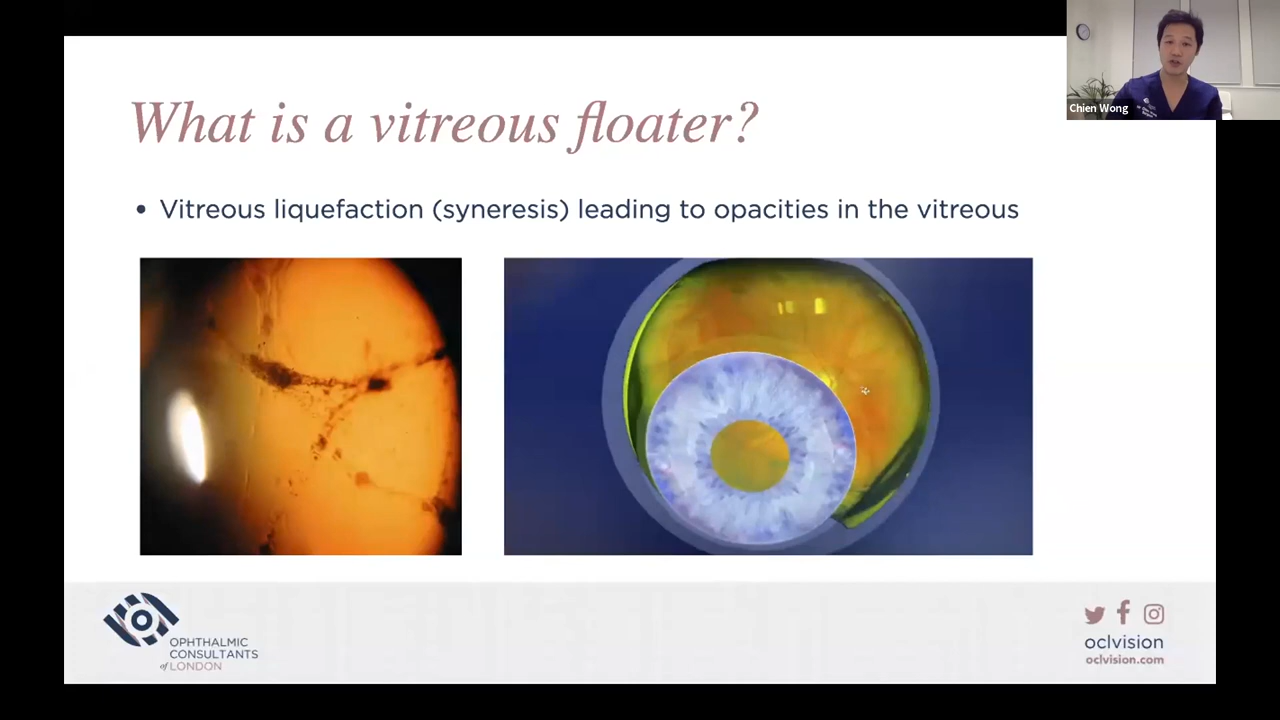 Chien Wong
What is a vitreous floater?
• Vitreous liquefaction (syneresis) leading to opacities in the vitreous
OPHTHALMIC
CONSULTANTS
of LONDON
oclvision
oclvision.com